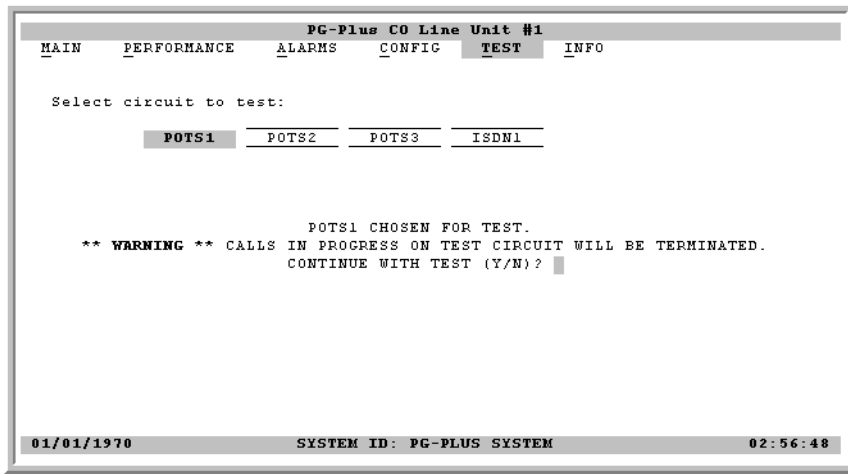 PG-Plus CO Line Unit #1
MAIN PERFORMANCE ALARMS CONFIG TEST INFO
Select circuit to test:
POTS1 POTS2 POTS3 ISDN1
POTS1 CHOSEN FOR TEST.
** WARNING ** CALLS IN PROGRESS ON TEST CIRCUIT WILL BE TERMINATED.
CONTINUE WITH TEST (Y/N)?
01/01/1970 SYSTEM ID: PG-PLUS SYSTEM 02:56:48